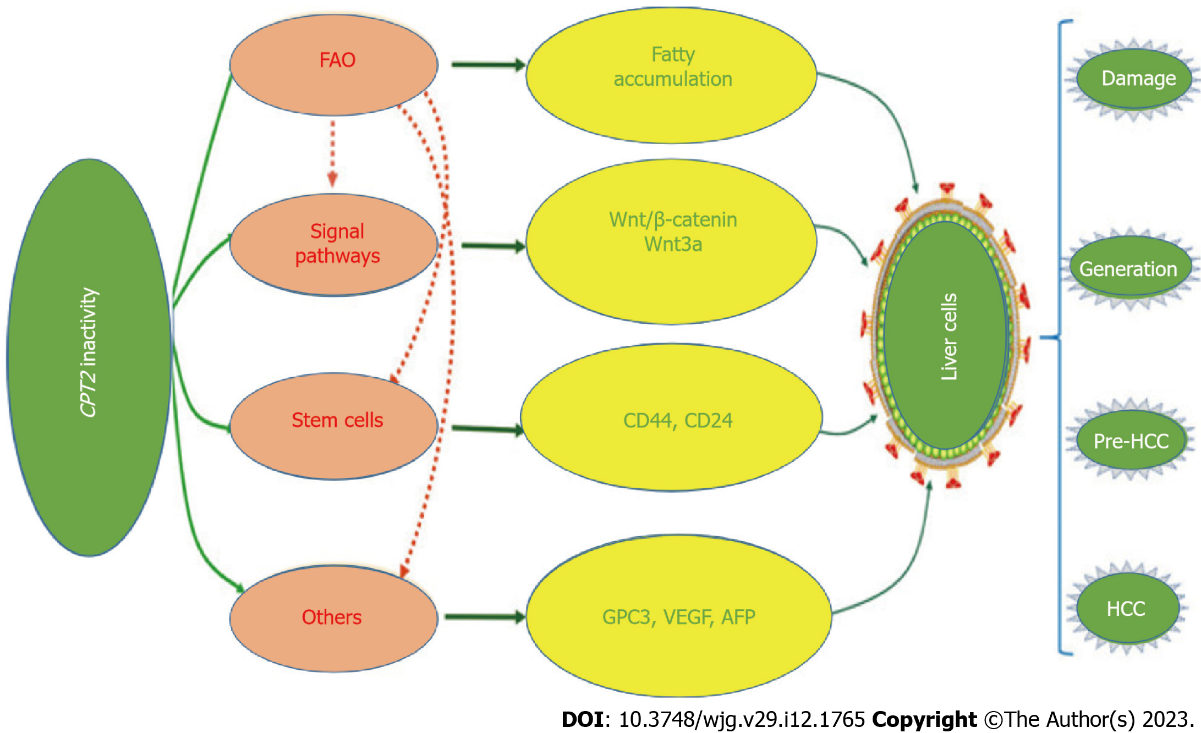 CPT2 inactivity
FAO
Signal
pathways
Stem cells
Others
Fatty
accumulation
Wnt/β-catenin
Wnt3a
CD44, CD24
GPC3, VEGF, AFP
Liver cells
Damage
Generation
Pre-HCC
HCC
DOI: 10.3748/wjg.v29.i12.1765 Copyright ©The Author(s) 2023.